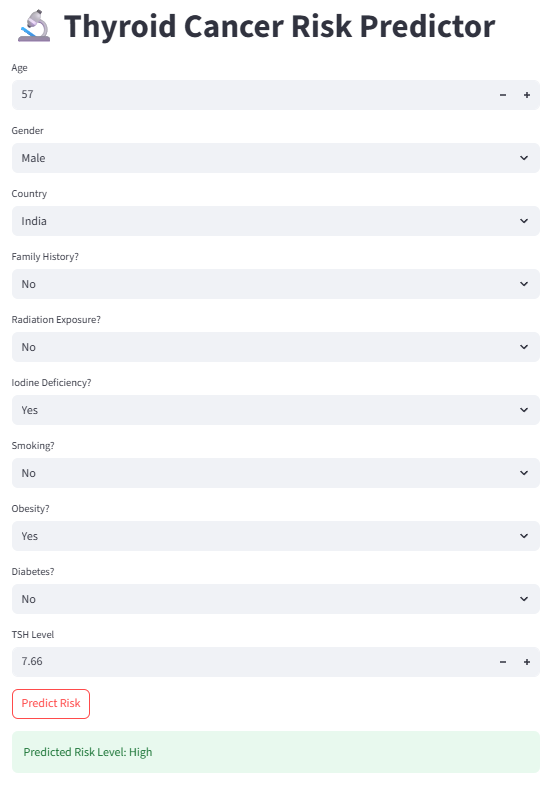 Thyroid Cancer Risk Predictor
Age
57
Gender
Male
Country
India
Family History?
No
Radiation Exposure?
No
Iodine Deficiency?
Yes
Smoking?
No
Obesity?
Yes
Diabetes?
No
TSH Level
7.66
Predict Risk
Predicted Risk Level: High